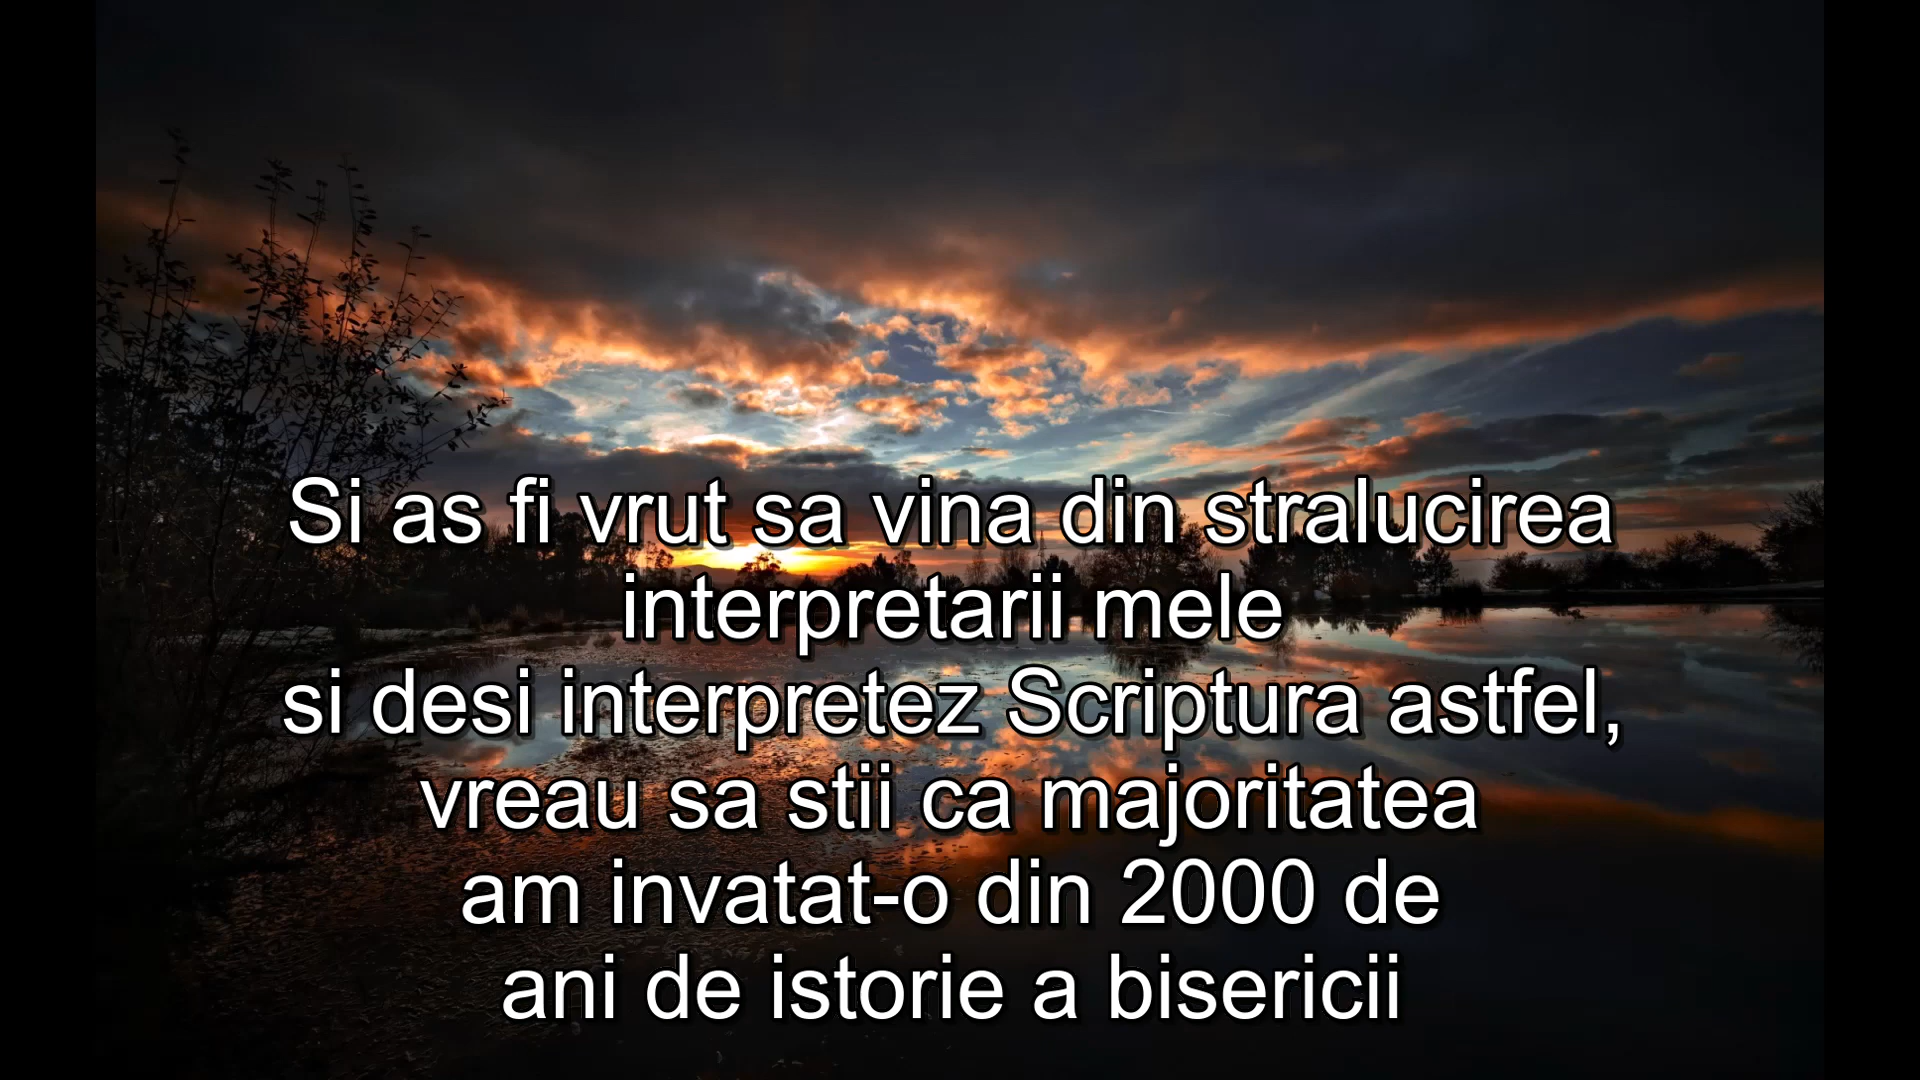 Si as fi vrut sa vina din stralucirea
interpretarii mele
si desi interpretez Scriptura astfel,
vreau sa stii ca majoritatea
am invatat-o din 2000 de
ani de istorie a bisericii